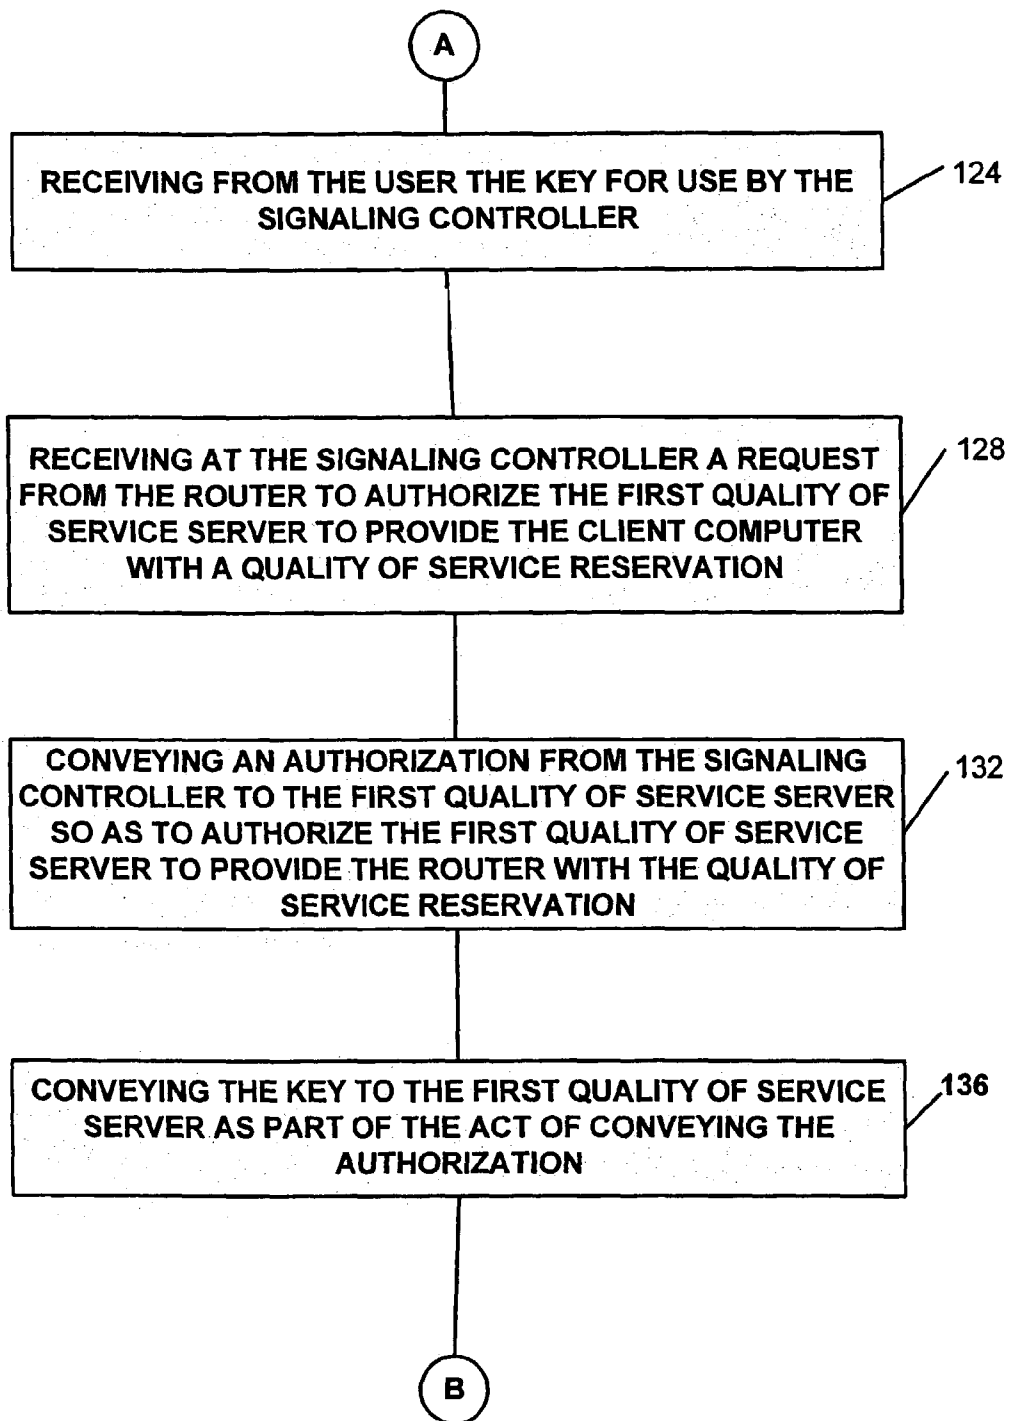 A
RECEIVING FROM THE USER THE KEY FOR USE BY THE
SIGNALING CONTROLLER
124
RECEIVING AT THE SIGNALING CONTROLLER A REQUEST
FROM THE ROUTER TO AUTHORIZE THE FIRST QUALITY OF
SERVICE SERVER TO PROVIDE THE CLIENT COMPUTER
WITH A QUALITY OF SERVICE RESERVATION
128
CONVEYING AN AUTHORIZATION FROM THE SIGNALING
CONTROLLER TO THE FIRST QUALITY OF SERVICE SERVER
SO AS TO AUTHORIZE THE FIRST QUALITY OF SERVICE
SERVER TO PROVIDE THE ROUTER WITH THE QUALITY OF
SERVICE RESERVATION
132
CONVEYING THE KEY TO THE FIRST QUALITY OF SERVICE
SERVER AS PART OF THE ACT OF CONVEYING THE
AUTHORIZATION
136
B